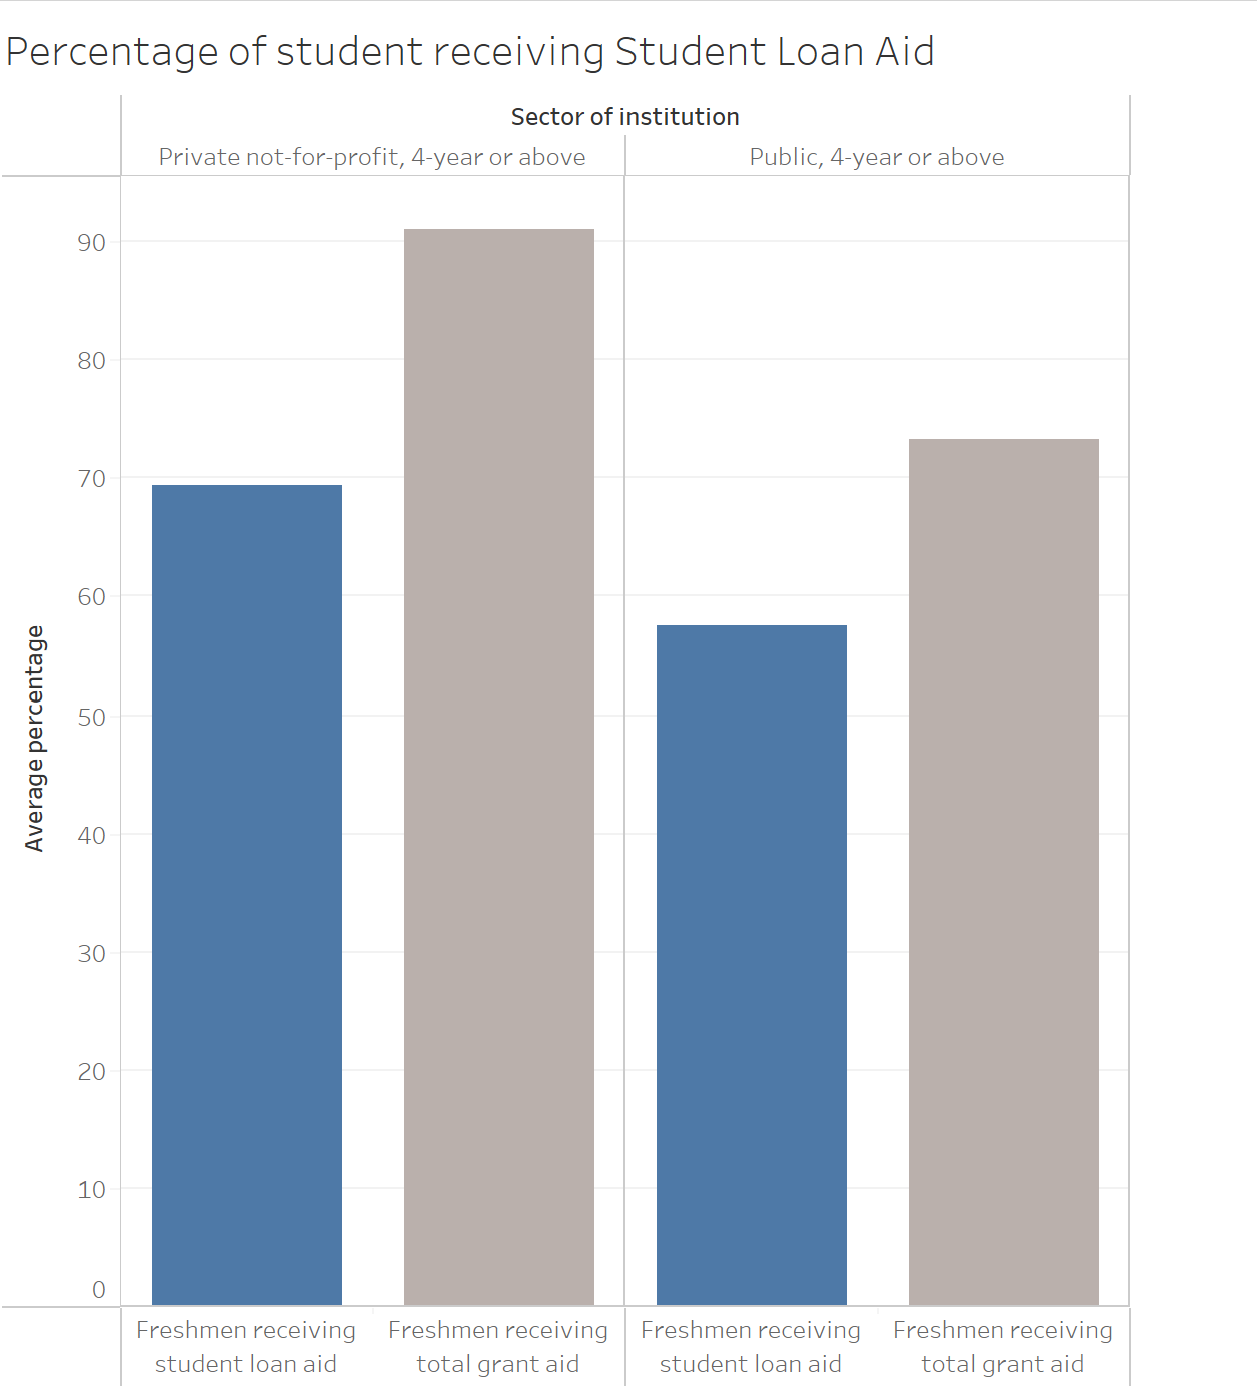 Percentage of student receiving Student Loan Aid
Sector of institution
Private not-for-profit, 4-year or above
Public, 4-year or above
90
80
70
60
50
40
30
20
10
0
Average percentage
Freshmen receiving
student loan aid
Freshmen receiving
total grant aid
Freshmen receiving
student loan aid
Freshmen receiving
total grant aid